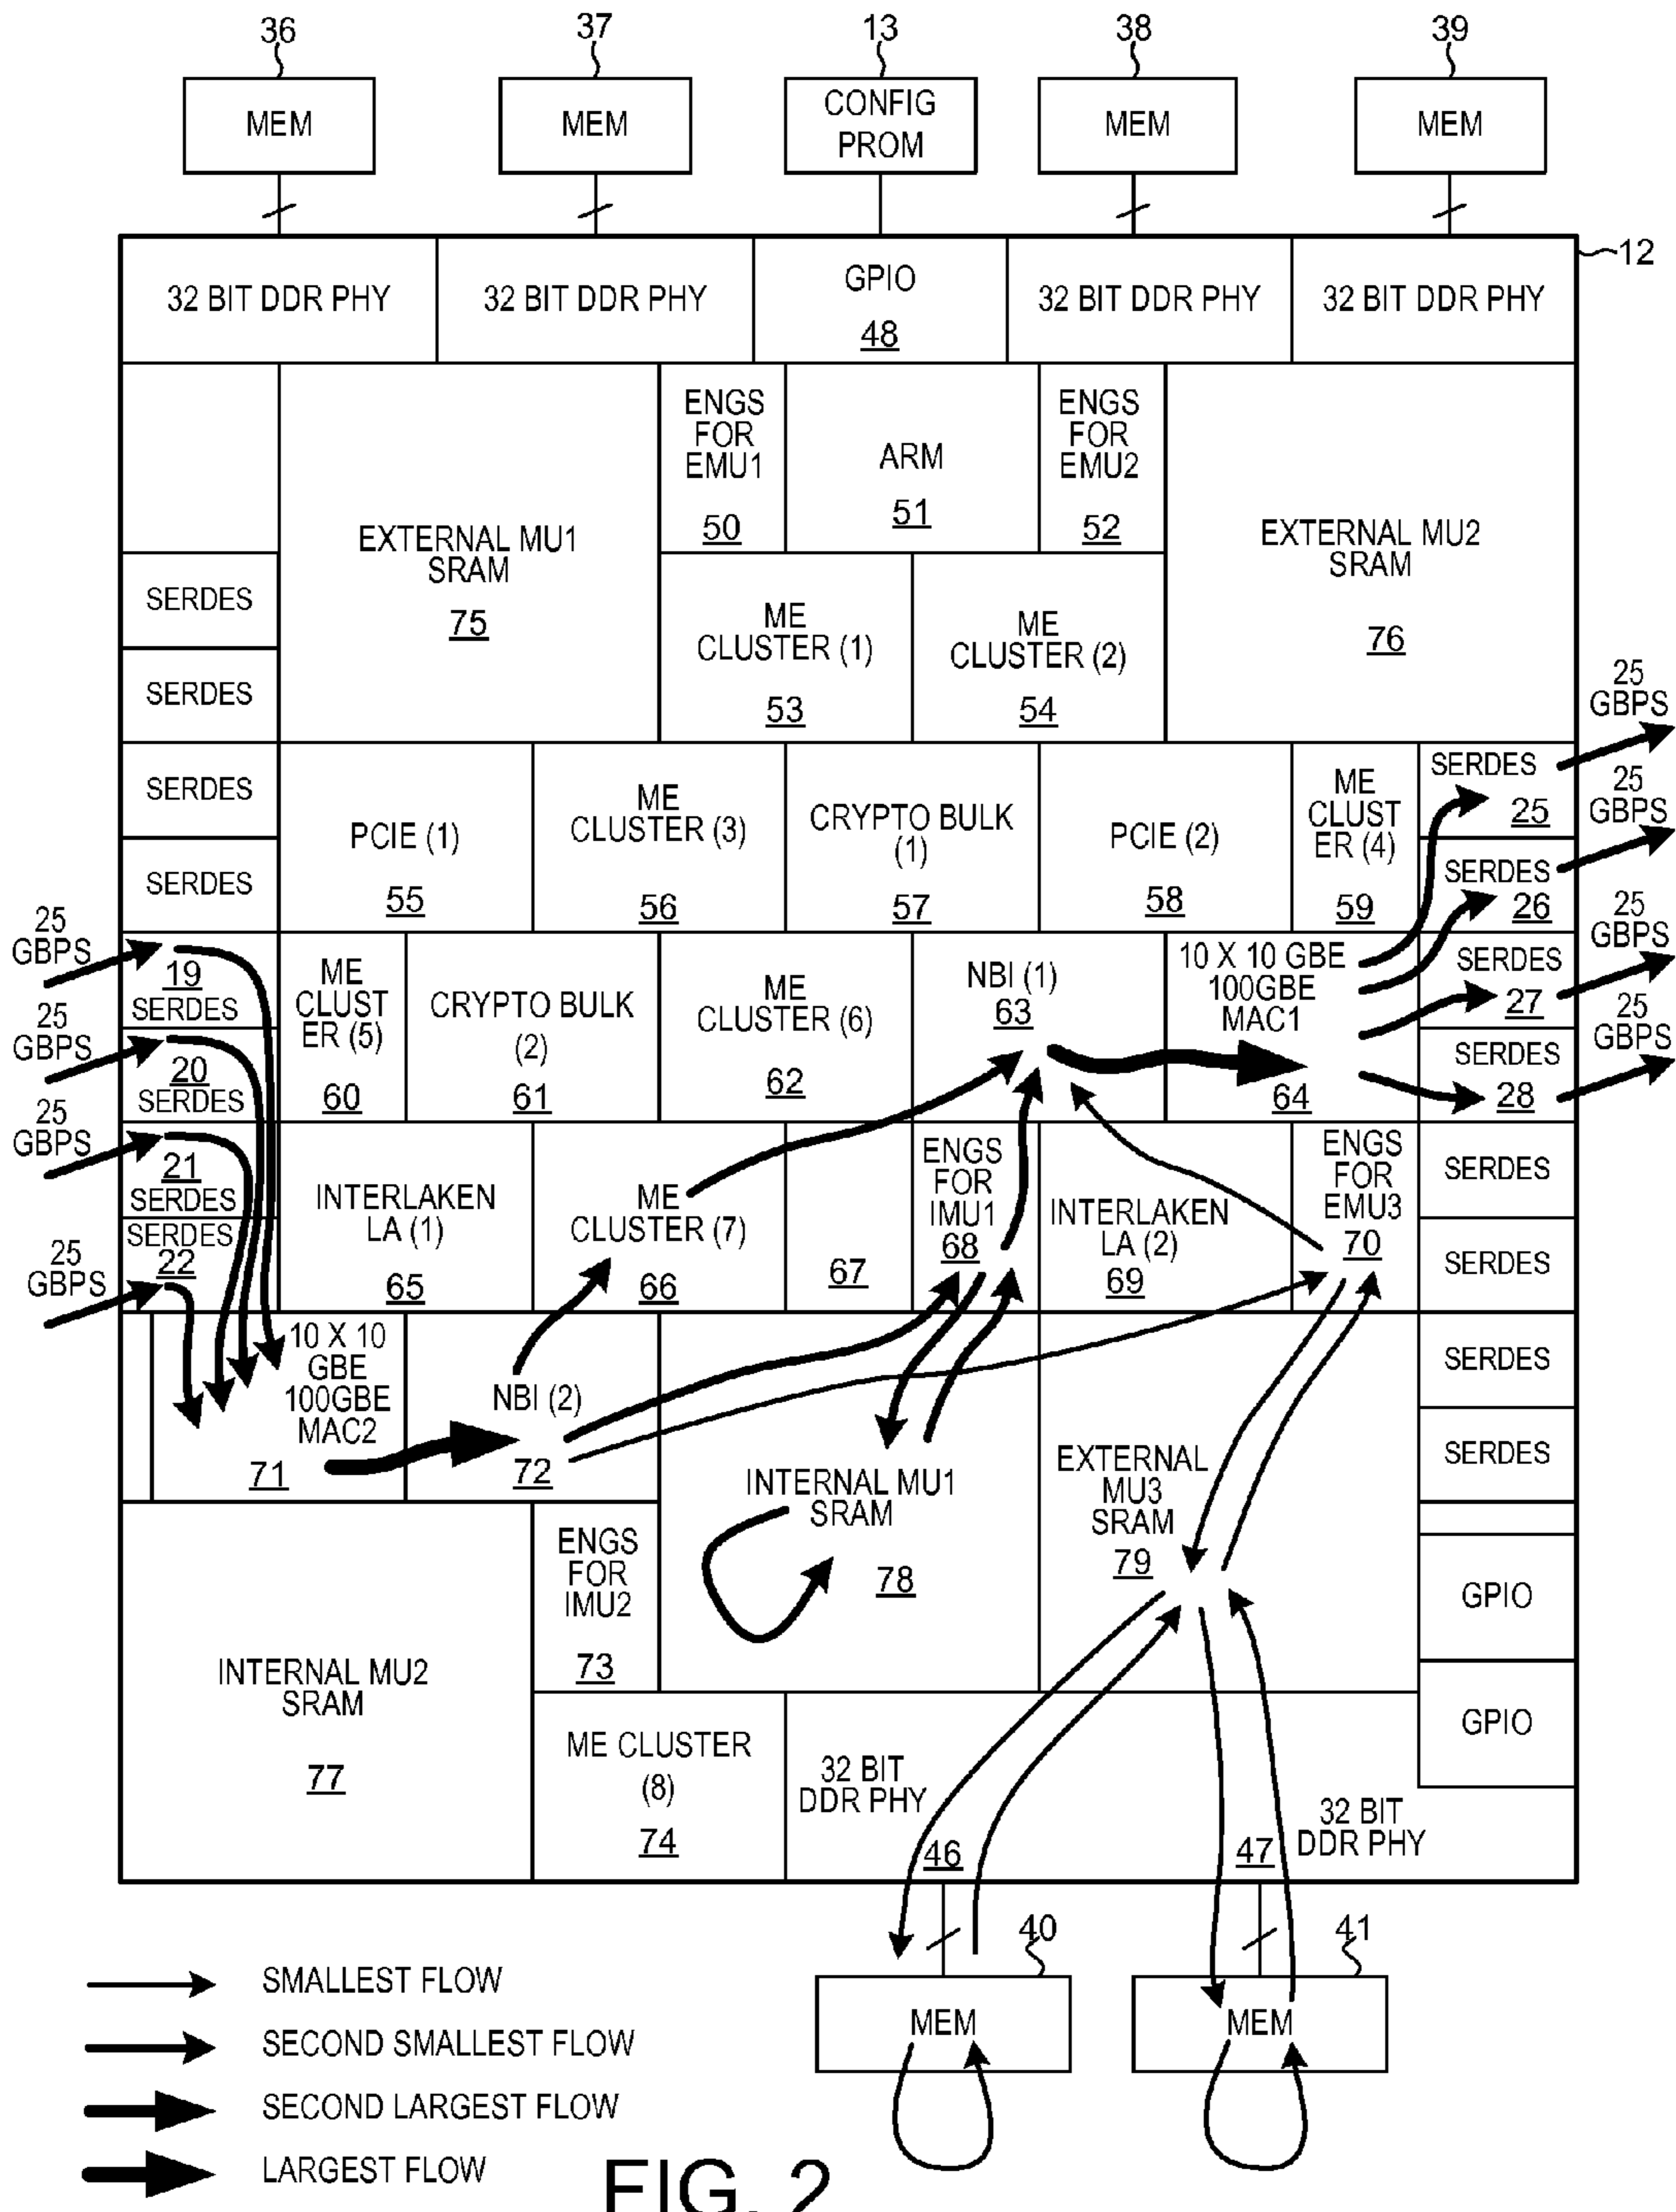 36
37
13
38
39
MEM
MEM
CONFIG
PROM
MEM
MEM
12
32 BIT DDR PHY
32 BIT DDR PHY
GPIO
48
32 BIT DDR PHY
32 BIT DDR PHY
EXTERNAL MU1
SRAM
75
ENGS
FOR
EMU1
50
ARM
51
ENGS
FOR
EMU2
52
EXTERNAL MU2
SRAM
76
SERDES
SERDES
ME
CLUSTER (1)
53
ME
CLUSTER (2)
54
SERDES
SERDES
PCIE (1)
55
ME
CLUSTER (3)
56
CRYPTO BULK
(1)
57
PCIE (2)
58
ME
CLUST
ER (4)
59
SERDES
25
25
GBPS
SERDES
26
25
GBPS
25
GBPS
19
SERDES
25
GBPS
20
SERDES
ME
CLUST
ER (5)
60
CRYPTO BULK
(2)
61
ME
CLUSTER (6)
62
NBI (1)
63
10 X 10 GBE
100GBE
MAC1
64
SERDES
27
25
GBPS
SERDES
28
25
GBPS
25
GBPS
21
SERDES
25
GBPS
SERDES
22
INTERLAKEN
LA (1)
65
ME
CLUSTER (7)
66
67
ENGS
FOR
IMU1
68
INTERLAKEN
LA (2)
69
ENGS
FOR
EMU3
70
SERDES
SERDES
10 X 10
GBE
100GBE
MAC2
71
NBI (2)
72
INTERNAL MU1
SRAM
78
EXTERNAL
MU3
SRAM
79
SERDES
SERDES
INTERNAL MU2
SRAM
77
ENGS
FOR
IMU2
73
GPIO
GPIO
ME CLUSTER
(8)
74
32 BIT
DDR PHY
46
32 BIT
DDR PHY
47
40
41
MEM
MEM
SMALLEST FLOW
SECOND SMALLEST FLOW
SECOND LARGEST FLOW
LARGEST FLOW
FIG. 2